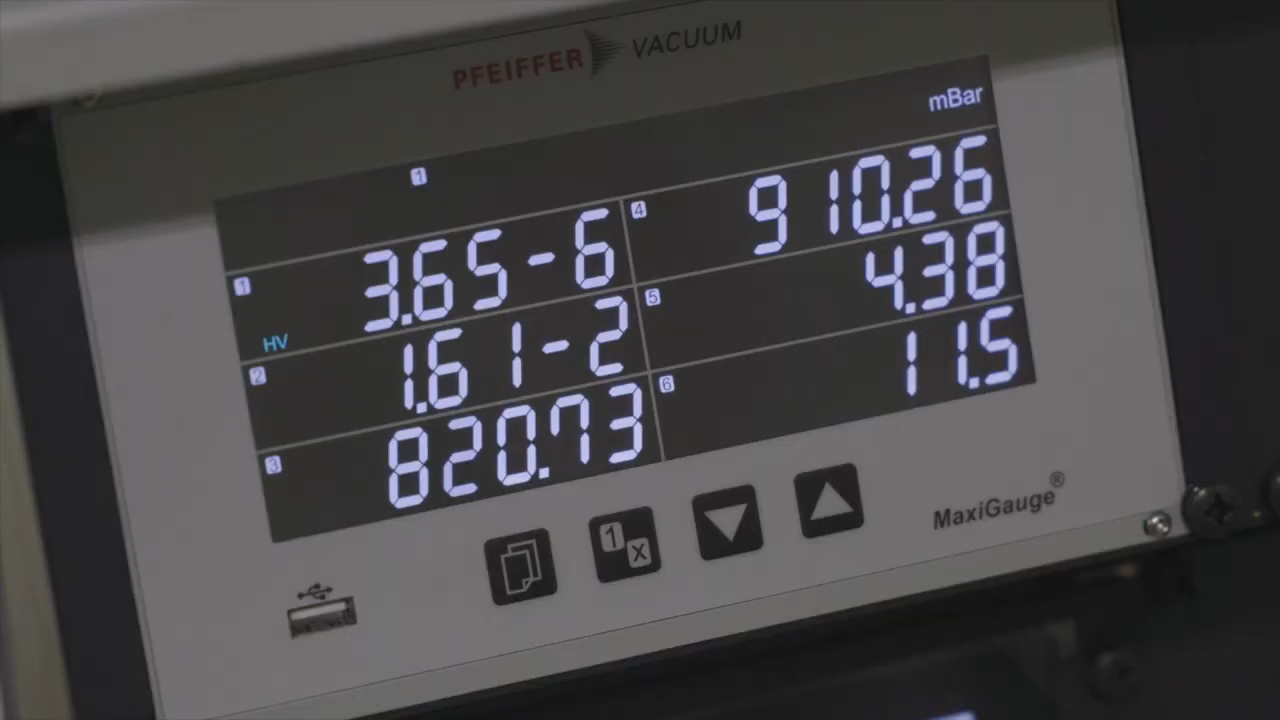 PFEIFFER VACUUM
mBar
1
1 3.65-6
HV
2 1.61-2
3 820.73
4 910.26
5 4.38
6 11.5
1 x
MaxiGauge®